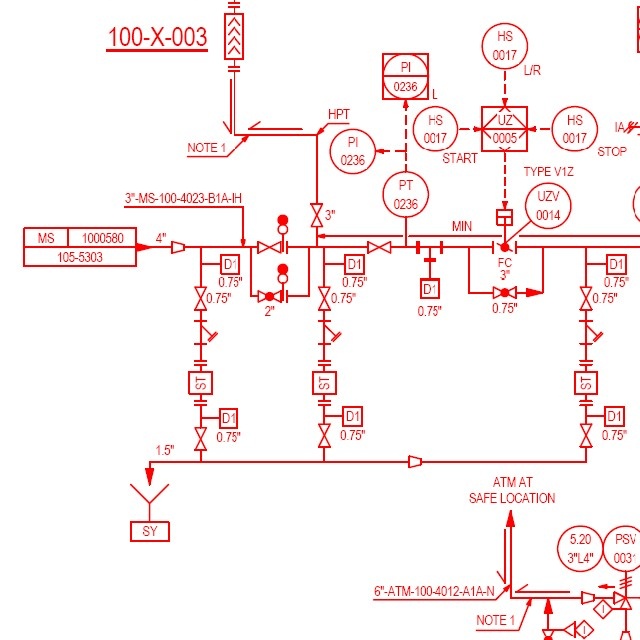 100-X-003
HS
0017
L/R
PI
0236
L
HPT
HS
0017
UZ
0005
HS
0017
IA
NOTE 1
PI
0236
START
STOP
TYPE V1Z
3"-MS-100-4023-B1A-IH
PT
0236
UZV
0014
3"
MIN
MS 1000580
105-5303
4"
D1
0.75"
0.75"
2"
D1
0.75"
0.75"
D1
0.75"
FC
3"
0.75"
D1
0.75"
0.75"
ST
ST
ST
D1
0.75"
D1
0.75"
D1
0.75"
1.5"
SY
ATM AT
SAFE LOCATION
5.20
3"L4"
PSV
003
6"-ATM-100-4012-A1A-N
NOTE 1
I
I